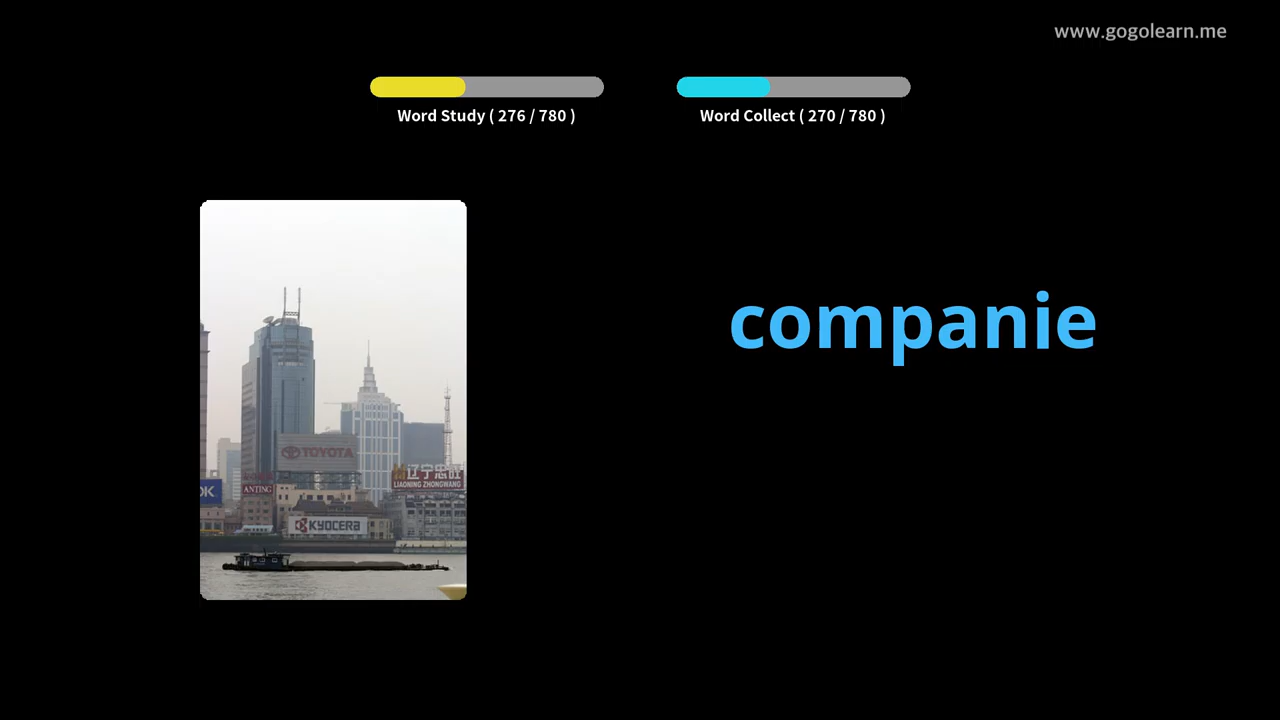 www.gogolearn.me
Word Study ( 276 / 780 )
Word Collect ( 270 / 780 )
companie
TOYOTA
辽宁忠旺
LIAONING ZHONGWANG
OK
ANTING
KYOCERA